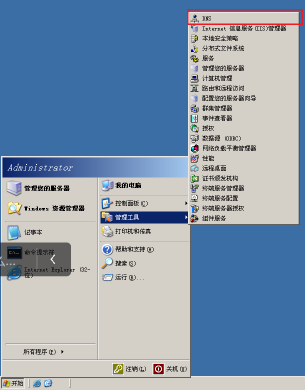 DNS
Internet 信息服务(IIS)管理器
本地安全策略
分布式文件系统
服务
管理您的服务器
计算机管理
路由和远程访问
配置您的服务器向导
群集管理器
事件查看器
授权
数据源 (ODBC)
网络负载平衡管理器
性能
远程桌面
证书颁发机构
终端服务管理器
终端服务配置
终端服务器授权
组件服务
Administrator
管理您的服务器
Windows 资源管理器
记事本
命令提示符
Internet Explorer (32-
位)
所有程序(P)
我的电脑
控制面板(C)
管理工具
打印机和传真
帮助和支持(H)
搜索(S)
运行(R)...
注销(L)
关机(U)
开始